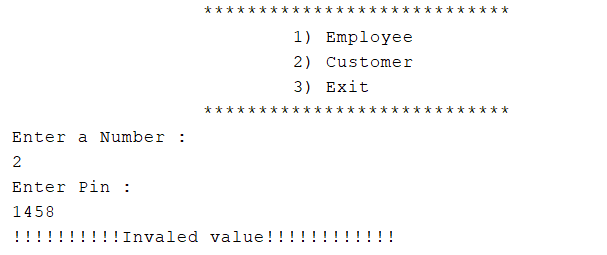 ****************************
1) Employee
2) Customer
3) Exit
****************************
Enter a Number :
2
Enter Pin :
1458
!!!!!!!!!!Invaled value!!!!!!!!!!!!